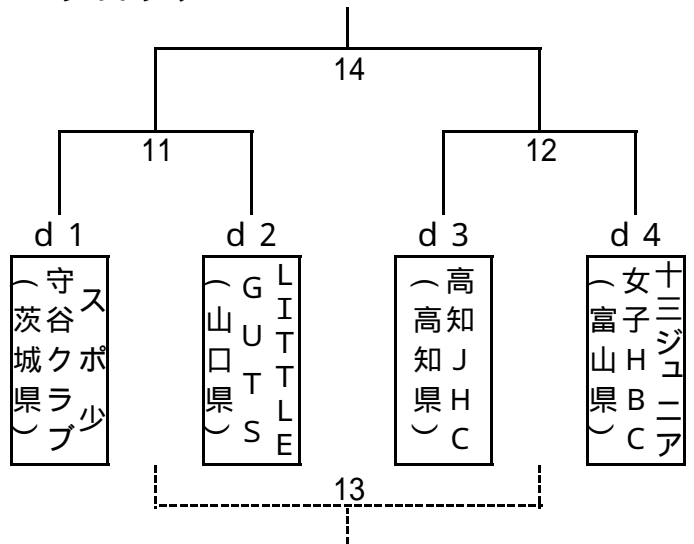 14
11
12
d 1
d 2
d 3
d 4
スポ少
守谷クラブ
(茨城県)
LITTLE
GUTS
(山口県)
高知JHC
(高知県)
十三ジュニア
女子HBC
(富山県)
13